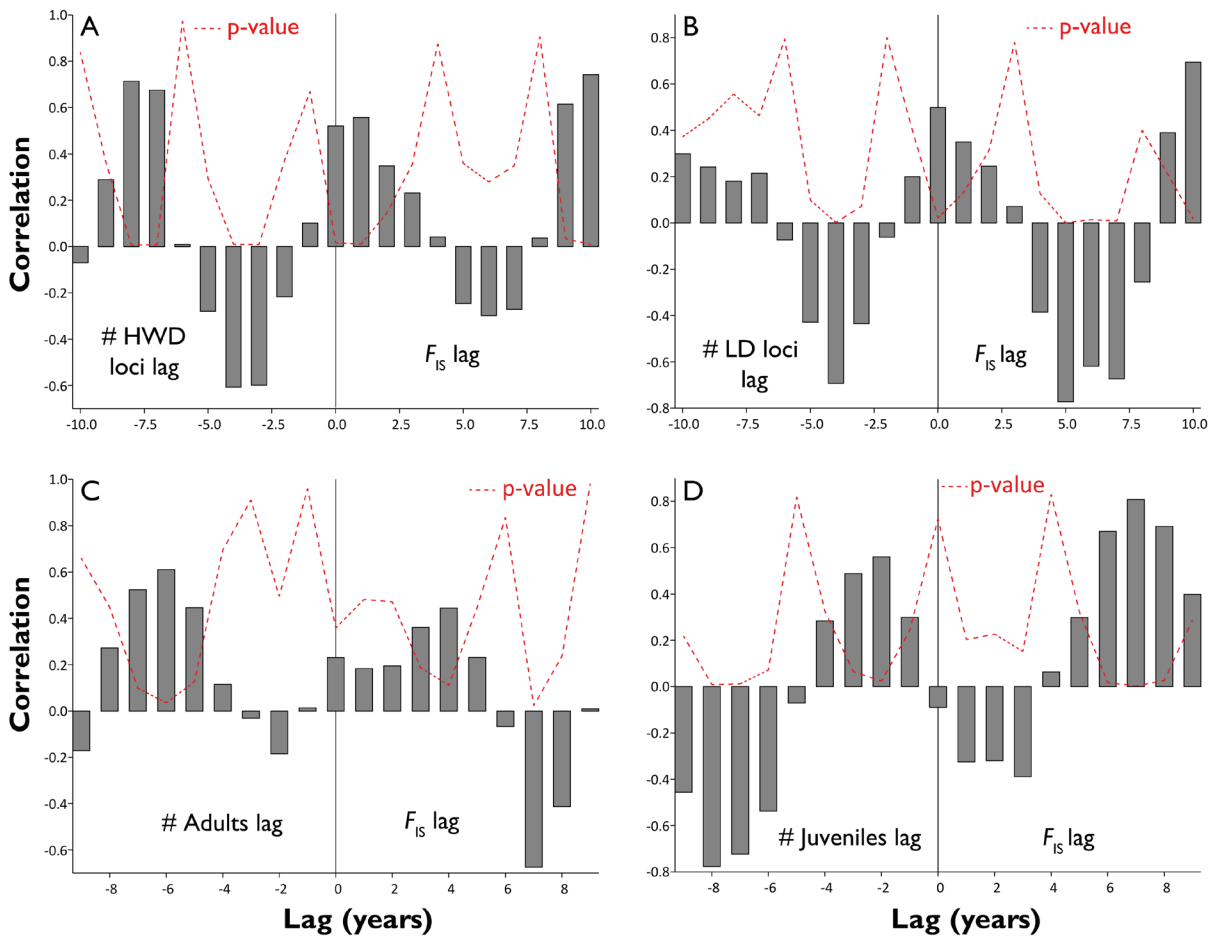 A
p-value
1.0
0.8
0.6
0.4
0.2
0.0
-0.2
-0.4
-0.6
Correlation
# HWD
loci lag
F IS lag
-10.0 -7.5 -5.0 -2.5 0.0 2.5 5.0 7.5 10.0
B
p-value
0.8
0.4
0.2
0.0
-0.2
-0.4
-0.6
-0.8
# LD loci
lag
F IS lag
-10.0 -7.5 -5.0 -2.5 0.0 2.5 5.0 7.5 10.0
C
p-value
1.0
0.8
0.6
0.4
0.2
0.0
-0.2
-0.4
-0.6
Correlation
# Adults lag
F IS lag
-8 -6 -4 -2 0 2 4 6 8
Lag (years)
D
p-value
0.8
0.6
0.4
0.2
0.0
-0.2
-0.4
-0.6
-0.8
# Juveniles lag
F IS lag
-8 -6 -4 -2 0 2 4 6 8
Lag (years)